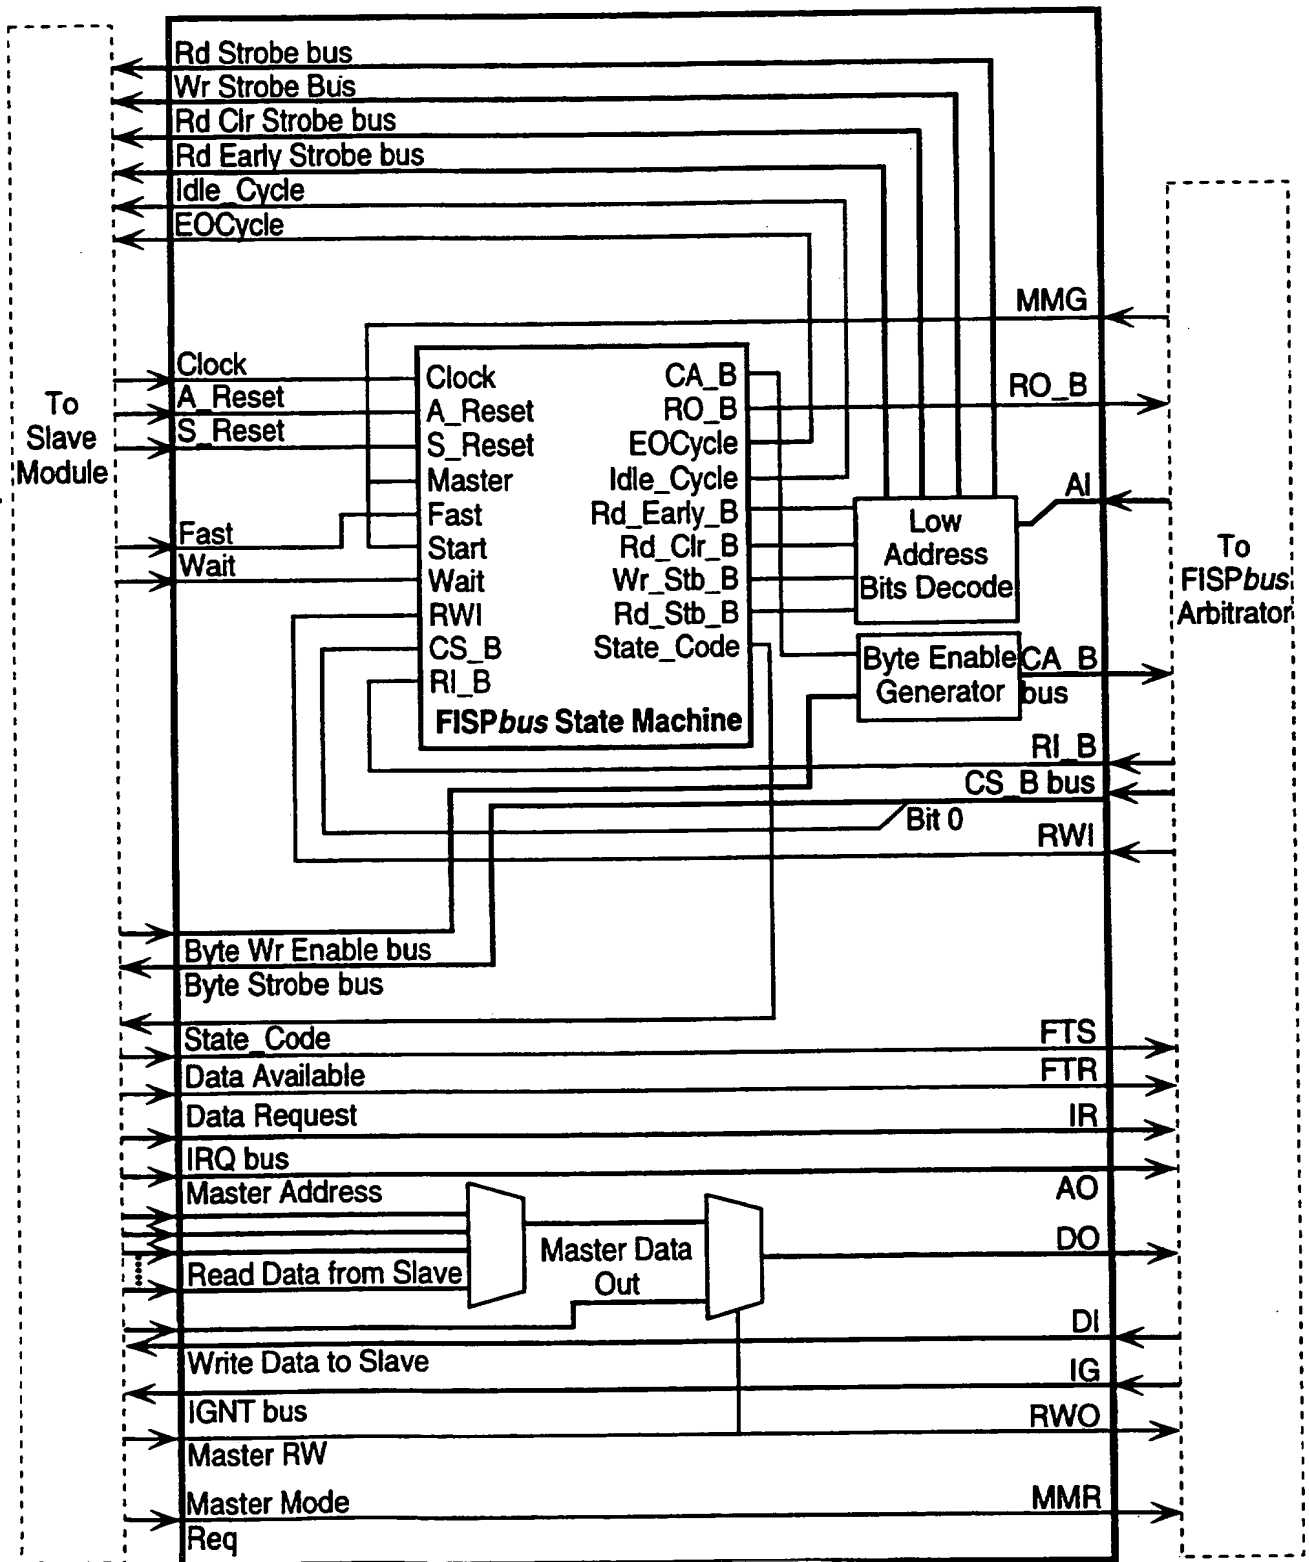 Rd Strobe bus
Wr Strobe Bus
Rd Clr Strobe bus
Rd Early Strobe bus
Idle_Cycle
EOCycle
MMG
RO_B
AI
To
Slave
Module
Clock
A_Reset
S_Reset
Fast
Wait
Clock
A_Reset
S_Reset
Master
Fast
Start
Wait
RWI
CS_B
RI_B
CA_B
RO_B
EOCycle
Idle_Cycle
Rd_Early_B
Rd_Clr_B
Wr_Stb_B
Rd_Stb_B
State_Code
FISPbus State Machine
Low
Address
Bits Decode
Byte Enable
Generator
CA_B
bus
To
FISPbus
Arbitrator
RI_B
CS_B bus
Bit 0
RWI
Byte Wr Enable bus
Byte Strobe bus
State_Code
FTS
Data Available
FTR
Data Request
IR
IRQ bus
Master Address
AO
Read Data from Slave
Master Data
Out
DO
DI
Write Data to Slave
IG
IGNT bus
RWO
Master RW
Master Mode
Req
MMR